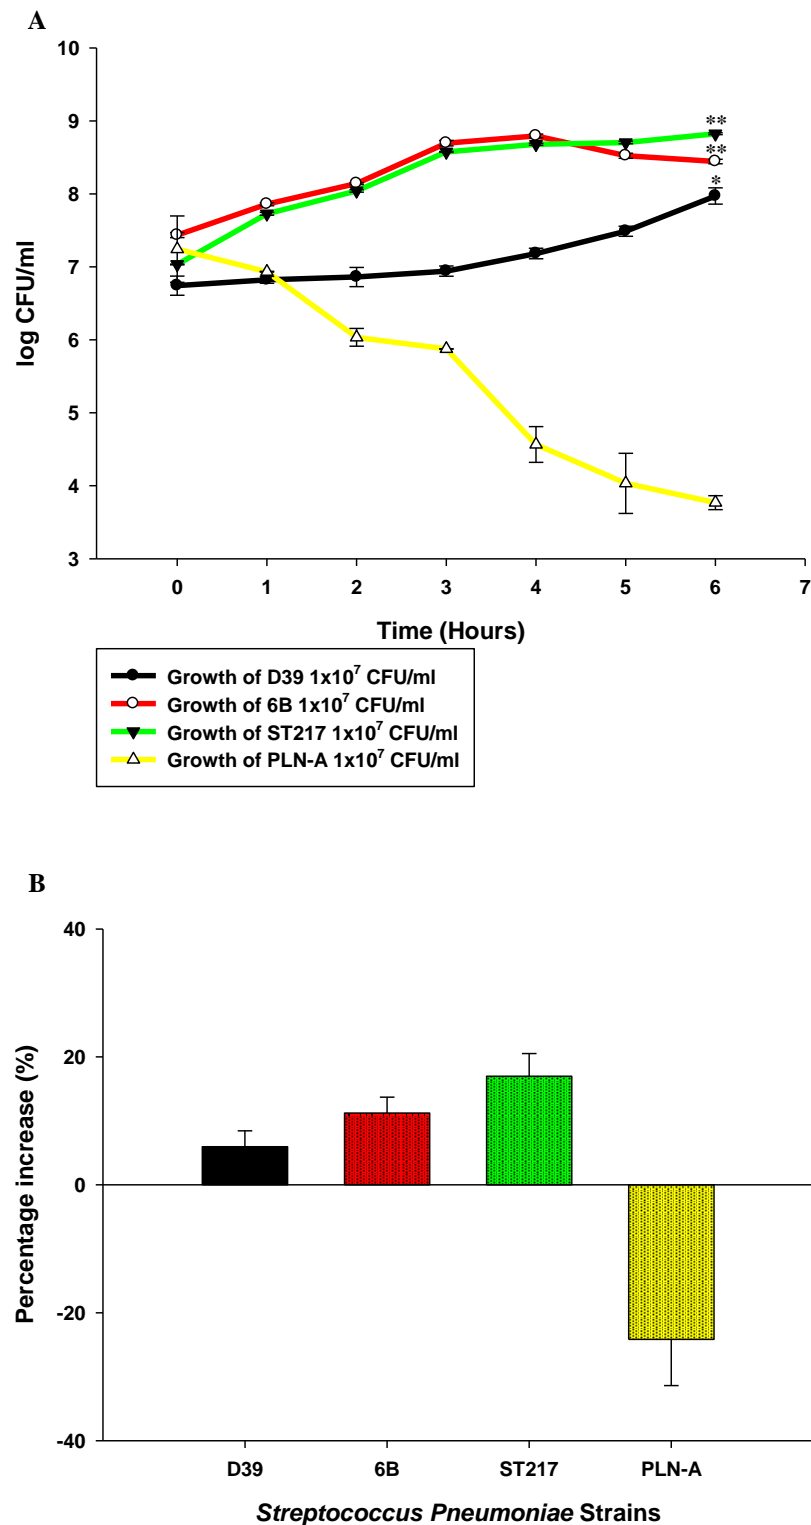 A
10
9
8
7
6
5
4
3
log CFU/ml
**
**
*
0 1 2 3 4 5 6 7
Time (Hours)
Growth of D39 1x10⁷ CFU/ml
Growth of 6B 1x10⁷ CFU/ml
Growth of ST217 1x10⁷ CFU/ml
Growth of PLN-A 1x10⁷ CFU/ml
B
40
20
0
-20
-40
Percentage increase (%)
D39 6B ST217 PLN-A
Streptococcus Pneumoniae Strains